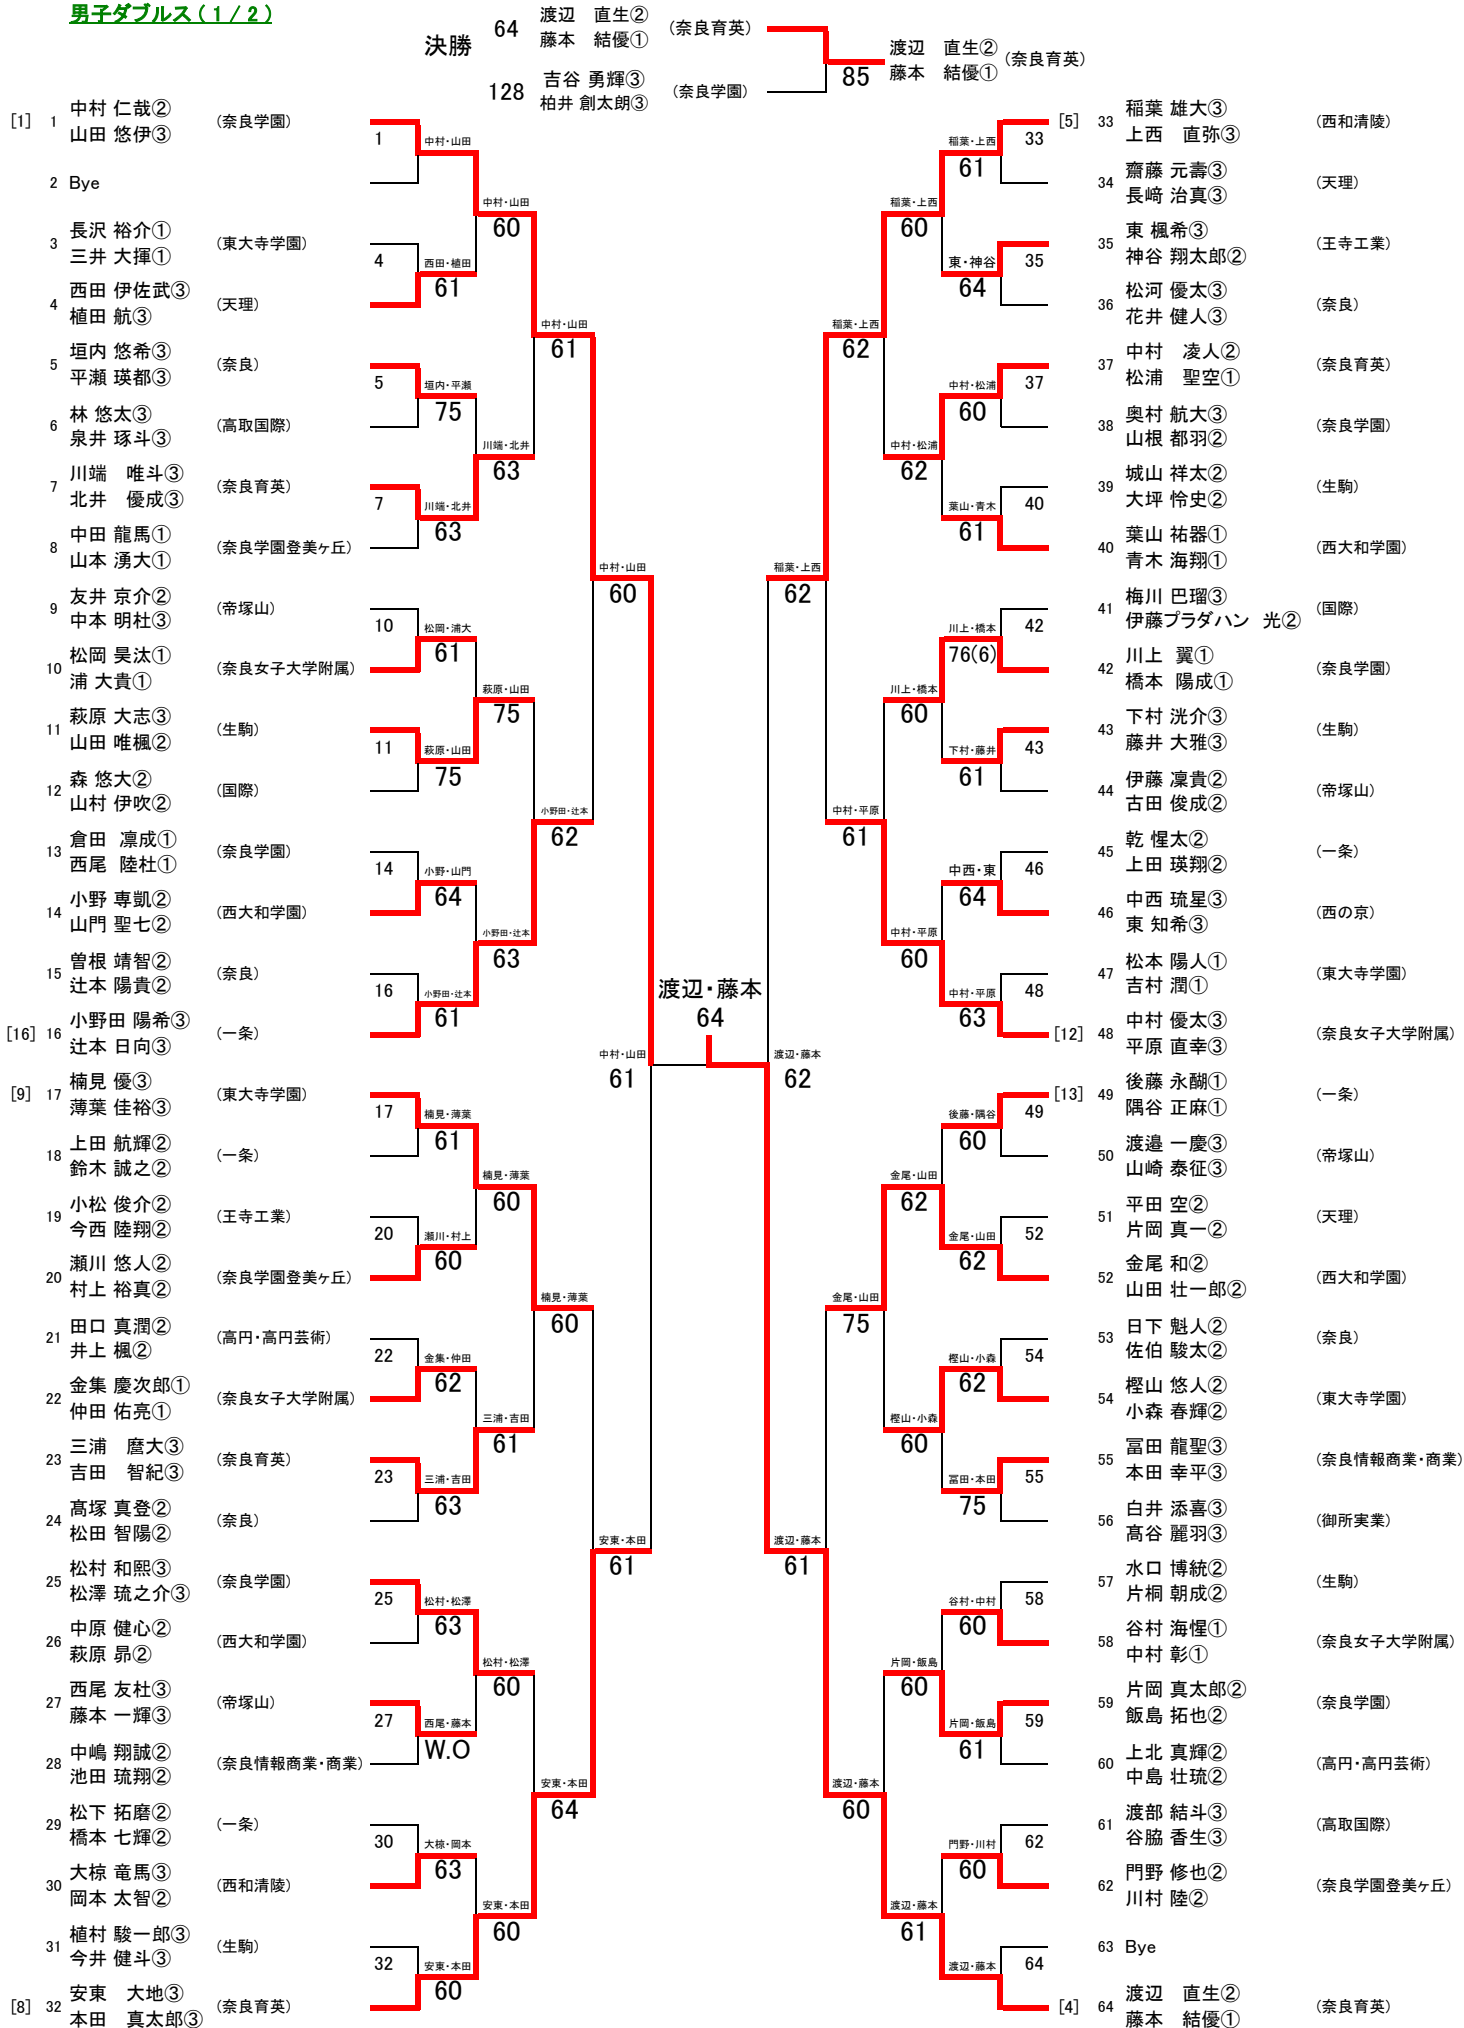 男子ダブルス ( 1 / 2 )
決勝
64 渡辺　直生② (奈良育英)
藤本　結優①
128 吉谷 勇輝③ (奈良学園)
柏井 創太朗③
85
渡辺　直生② (奈良育英)
藤本　結優①
[1] 1 中村 仁哉② (奈良学園)
山田 悠伊③
2 Bye
3 長沢 裕介① (東大寺学園)
三井 大揮①
4 西田 伊佐武③ (天理)
植田 航③
5 垣内 悠希③ (奈良)
平瀬 瑛都③
6 林 悠太③ (高取国際)
泉井 琢斗③
7 川端　唯斗③ (奈良育英)
北井　優成③
8 中田 龍馬① (奈良学園登美ヶ丘)
山本 湧大①
9 友井 京介② (帝塚山)
中本 明杜③
10 松岡 昊汰① (奈良女子大学附属)
浦 大貴①
11 萩原 大志③ (生駒)
山田 唯楓②
12 森 悠大② (国際)
山村 伊吹②
13 倉田 凛成① (奈良学園)
西尾 陸杜①
14 小野 専凱② (西大和学園)
山門 聖七②
15 曽根 靖智② (奈良)
辻本 陽貴②
[16] 16 小野田 陽希③ (一条)
辻本 日向③
[9] 17 楠見 優③ (東大寺学園)
薄葉 佳裕③
18 上田 航輝② (一条)
鈴木 誠之②
19 小松 俊介② (王寺工業)
今西 陸翔②
20 瀬川 悠人② (奈良学園登美ヶ丘)
村上 裕真②
21 田口 真潤② (高円・高円芸術)
井上 楓②
22 金集 慶次郎① (奈良女子大学附属)
仲田 佑亮①
23 三浦　麿大③ (奈良育英)
吉田　智紀③
24 髙塚 真登② (奈良)
松田 智陽②
25 松村 和熙③ (奈良学園)
松澤 琉之介③
26 中原 健心② (西大和学園)
萩原 昴②
27 西尾 友杜③ (帝塚山)
藤本 一輝③
28 中嶋 翔誠② (奈良情報商業・商業)
池田 琉翔②
29 松下 拓磨② (一条)
橋本 七輝②
30 大椋 竜馬③ (西和清陵)
岡本 太智②
31 植村 駿一郎③ (生駒)
今井 健斗③
[8] 32 安東　大地③ (奈良育英)
本田　真太郎③
1 中村・山田
4 西田・植田 61
5 垣内・平瀬 75
7 川端・北井 63
10 松岡・浦大 61
11 萩原・山田 75
14 小野・山門 64
16 小野田・辻本 61
17 楠見・薄葉 61
20 瀬川・村上 60
22 金集・仲田 62
23 三浦・吉田 63
25 松村・松澤 63
27 西尾・藤本 W.O
30 大椋・岡本 63
32 安東・本田 60
中村・山田 60
川端・北井 63
萩原・山田 75
小野田・辻本 63
楠見・薄葉 60
三浦・吉田 61
松村・松澤 60
安東・本田 60
中村・山田 61
小野田・辻本 62
楠見・薄葉 60
安東・本田 64
中村・山田 60
安東・本田 61
中村・山田 61
渡辺・藤本
64
渡辺・藤本 62
稲葉・上西 62
渡辺・藤本 61
稲葉・上西 62
中村・平原 61
金尾・山田 75
渡辺・藤本 60
稲葉・上西 60
中村・松浦 62
川上・橋本 60
中村・平原 60
金尾・山田 62
樫山・小森 60
片岡・飯島 60
渡辺・藤本 61
稲葉・上西 61 33
東・神谷 64 35
中村・松浦 60 37
葉山・青木 61 40
川上・橋本 76(6) 42
下村・藤井 61 43
中西・東 64 46
中村・平原 63 48
後藤・隅谷 60 49
金尾・山田 62 52
樫山・小森 62 54
冨田・本田 75 55
谷村・中村 60 58
片岡・飯島 61 59
門野・川村 60 62
渡辺・藤本 64
[5] 33 稲葉 雄大③ (西和清陵)
上西　直弥③
34 齋藤 元壽③ (天理)
長﨑 治真③
35 東 楓希③ (王寺工業)
神谷 翔太郎②
36 松河 優太③ (奈良)
花井 健人③
37 中村　凌人② (奈良育英)
松浦　聖空①
38 奥村 航大③ (奈良学園)
山根 都羽②
39 城山 祥太② (生駒)
大坪 怜史②
40 葉山 祐器① (西大和学園)
青木 海翔①
41 梅川 巴瑠③ (国際)
伊藤プラダハン　光②
42 川上 翼① (奈良学園)
橋本 陽成①
43 下村 洸介③ (生駒)
藤井 大雅③
44 伊藤 凜貴② (帝塚山)
古田 俊成②
45 乾 惺太② (一条)
上田 瑛翔②
46 中西 琉星③ (西の京)
東 知希③
47 松本 陽人① (東大寺学園)
吉村 潤①
[12] 48 中村 優太③ (奈良女子大学附属)
平原 直幸③
[13] 49 後藤 永醐① (一条)
隅谷 正麻①
50 渡邉 一慶③ (帝塚山)
山崎 泰征③
51 平田 空② (天理)
片岡 真一②
52 金尾 和② (西大和学園)
山田 壮一郎②
53 日下 魁人② (奈良)
佐伯 駿太②
54 樫山 悠人② (東大寺学園)
小森 春輝②
55 冨田 龍聖③ (奈良情報商業・商業)
本田 幸平③
56 白井 添喜③ (御所実業)
髙谷 麗羽③
57 水口 博統② (生駒)
片桐 朝成②
58 谷村 海惺① (奈良女子大学附属)
中村 彰①
59 片岡 真太郎② (奈良学園)
飯島 拓也②
60 上北 真輝② (高円・高円芸術)
中島 壮琉②
61 渡部 結斗③ (高取国際)
谷脇 香生③
62 門野 修也② (奈良学園登美ヶ丘)
川村 陸②
63 Bye
[4] 64 渡辺　直生② (奈良育英)
藤本　結優①